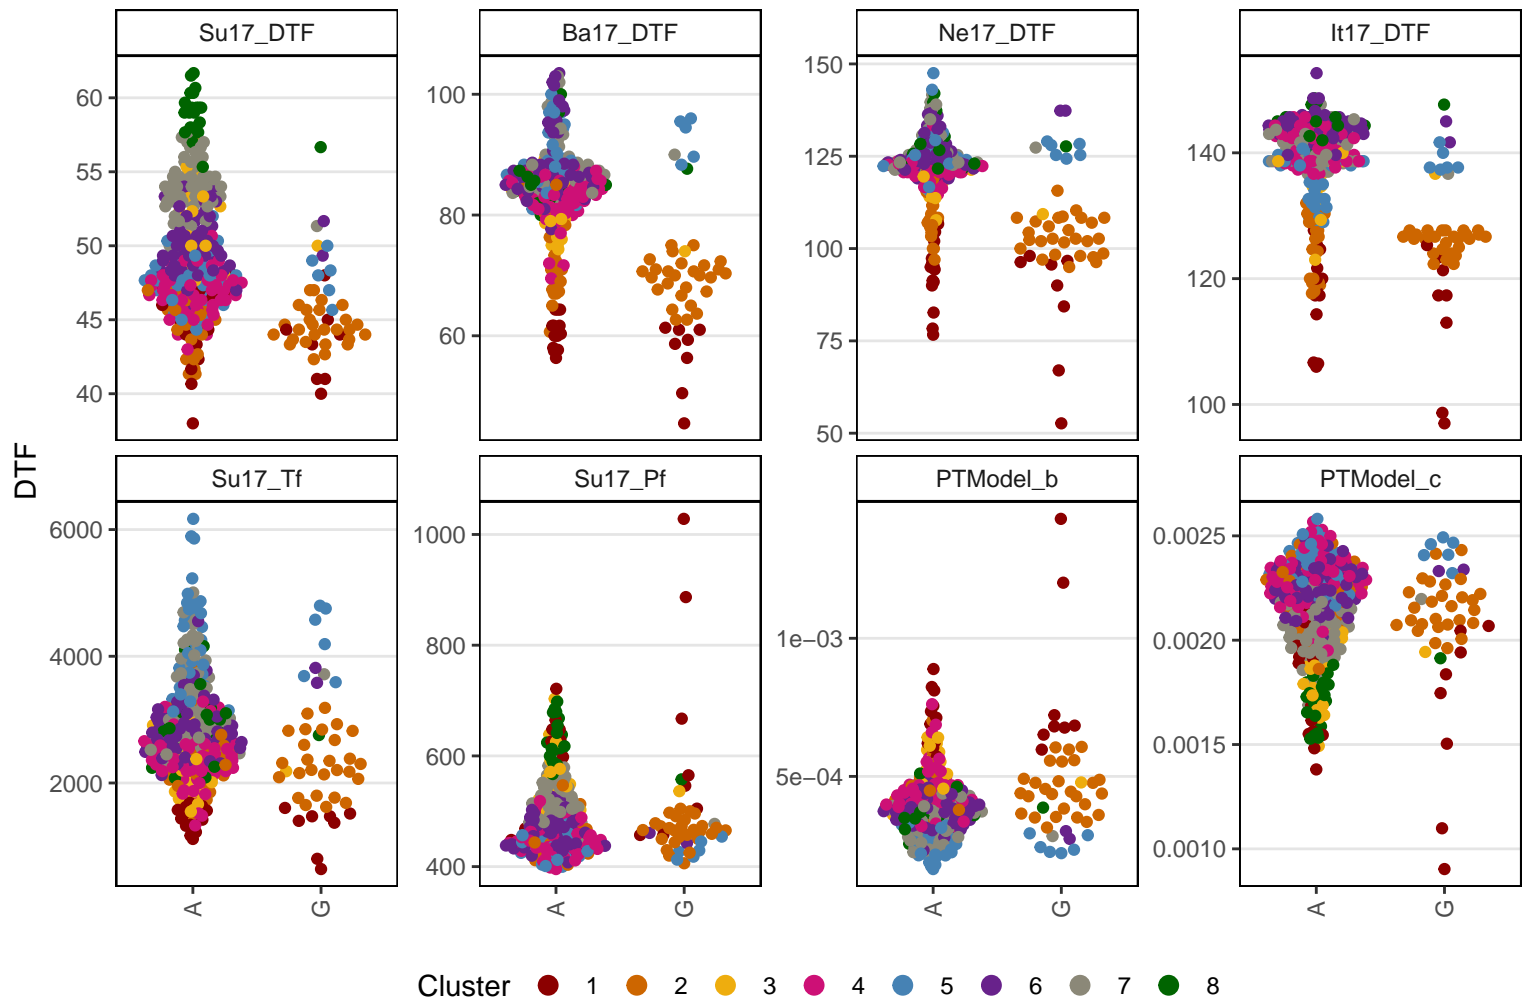 Su17_DTF Ba17_DTF Ne17_DTF It17_DTF
60 55 50 45 40
100 80 60
150 125 100 75 50
140 120 100
DTF
Su17_Tf Su17_Pf PTModel_b PTModel_c
6000 4000 2000
1000 800 600 400
1e−03 5e−04
0.0025 0.0020 0.0015 0.0010
A G A G A G A G
Cluster 1 2 3 4 5 6 7 8